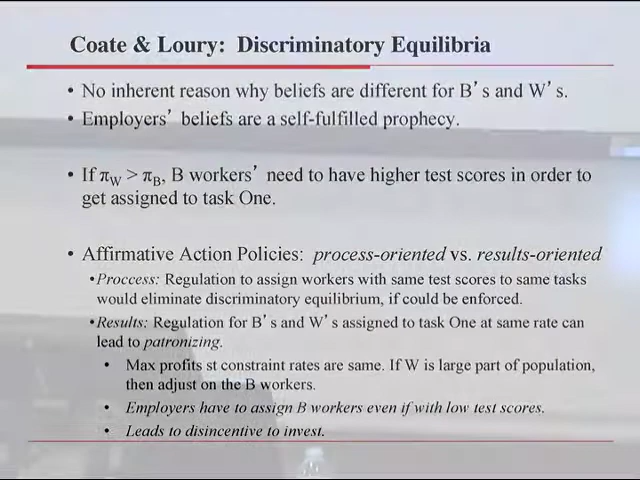 Coate & Loury: Discriminatory Equilibria
• No inherent reason why beliefs are different for B's and W's.
• Employers' beliefs are a self-fulfilled prophecy.
• If πW > πB, B workers' need to have higher test scores in order to
get assigned to task One.
• Affirmative Action Policies: process-oriented vs. results-oriented
•Proccess: Regulation to assign workers with same test scores to same tasks
would eliminate discriminatory equilibrium, if could be enforced.
•Results: Regulation for B's and W's assigned to task One at same rate can
lead to patronizing.
• Max profits st constraint rates are same. If W is large part of population,
then adjust on the B workers.
• Employers have to assign B workers even if with low test scores.
• Leads to disincentive to invest.